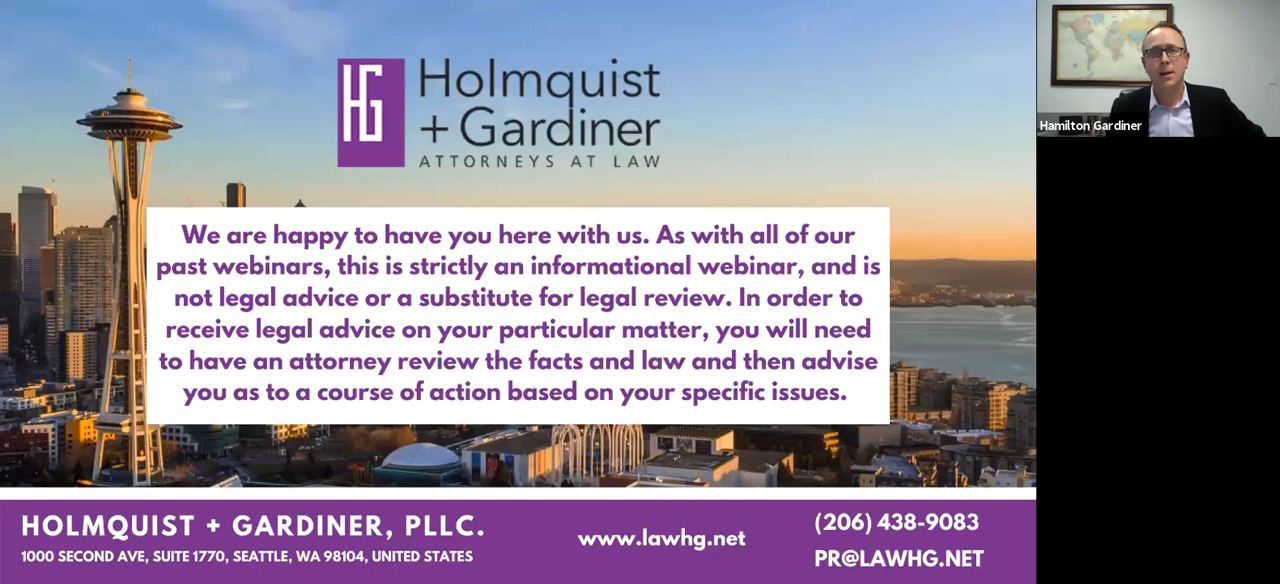 HG
Holmquist
+ Gardiner
ATTORNEYS AT LAW
We are happy to have you here with us. As with all of our
past webinars, this is strictly an informational webinar, and is
not legal advice or a substitute for legal review. In order to
receive legal advice on your particular matter, you will need
to have an attorney review the facts and law and then advise
you as to a course of action based on your specific issues.
HOLMQUIST + GARDINER, PLLC.
1000 SECOND AVE, SUITE 1770, SEATTLE, WA 98104, UNITED STATES
www.lawhg.net
(206) 438-9083
PR@LAWHG.NET
Hamilton Gardiner